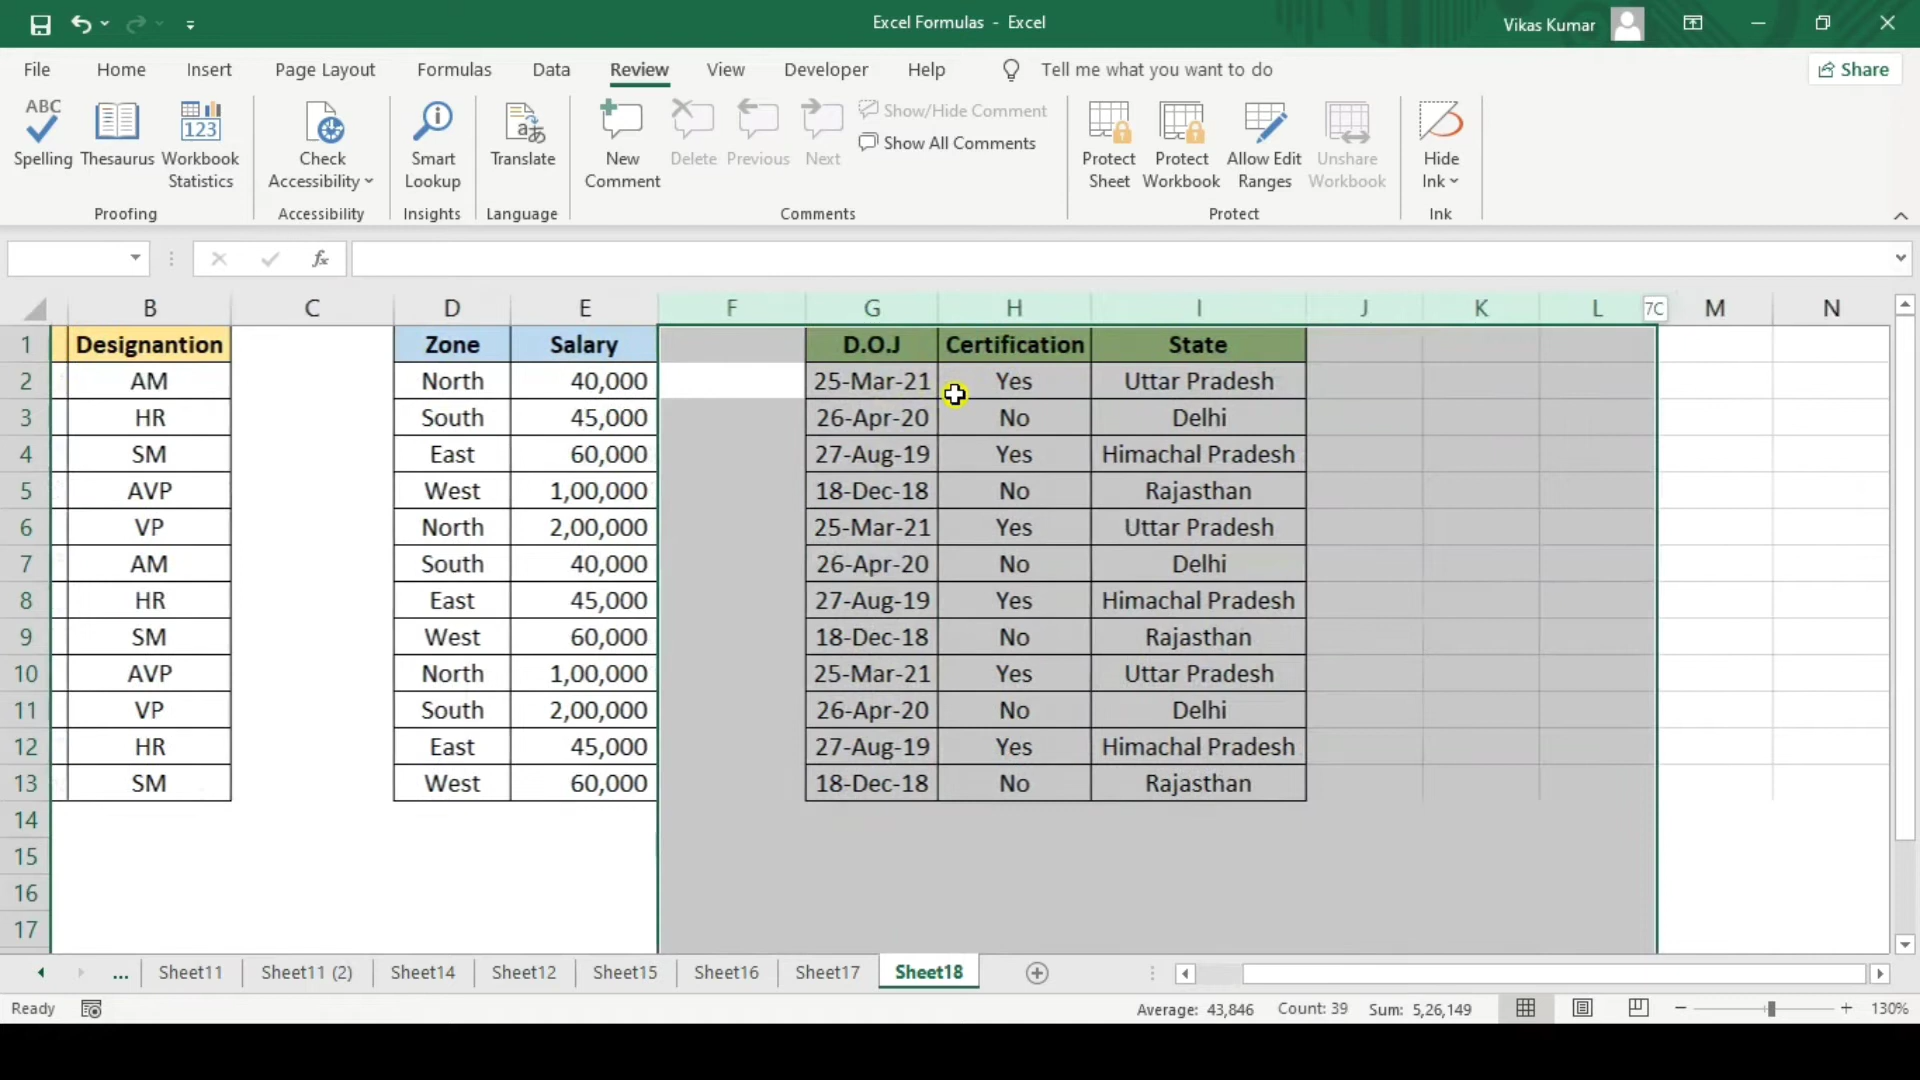 Excel Formulas - Excel
Vikas Kumar
File Home Insert Page Layout Formulas Data Review View Developer Help Tell me what you want to do Share
ABC
123
Spelling Thesaurus Workbook Statistics
Check Accessibility
Smart Lookup
Translate
New Comment
Delete Previous Next
Show/Hide Comment
Show All Comments
Protect Sheet
Protect Workbook
Allow Edit Ranges
Unshare Workbook
Hide Ink
Proofing Accessibility Insights Language Comments Protect Ink
fx
B C D E F G H I J K L 7C M N
1 Designantion Zone Salary D.O.J Certification State
2 AM North 40,000 25-Mar-21 Yes Uttar Pradesh
3 HR South 45,000 26-Apr-20 No Delhi
4 SM East 60,000 27-Aug-19 Yes Himachal Pradesh
5 AVP West 1,00,000 18-Dec-18 No Rajasthan
6 VP North 2,00,000 25-Mar-21 Yes Uttar Pradesh
7 AM South 40,000 26-Apr-20 No Delhi
8 HR East 45,000 27-Aug-19 Yes Himachal Pradesh
9 SM West 60,000 18-Dec-18 No Rajasthan
10 AVP North 1,00,000 25-Mar-21 Yes Uttar Pradesh
11 VP South 2,00,000 26-Apr-20 No Delhi
12 HR East 45,000 27-Aug-19 Yes Himachal Pradesh
13 SM West 60,000 18-Dec-18 No Rajasthan
14
15
16
17
... Sheet11 Sheet11 (2) Sheet14 Sheet12 Sheet15 Sheet16 Sheet17 Sheet18
Ready Average: 43,846 Count: 39 Sum: 5,26,149 130%